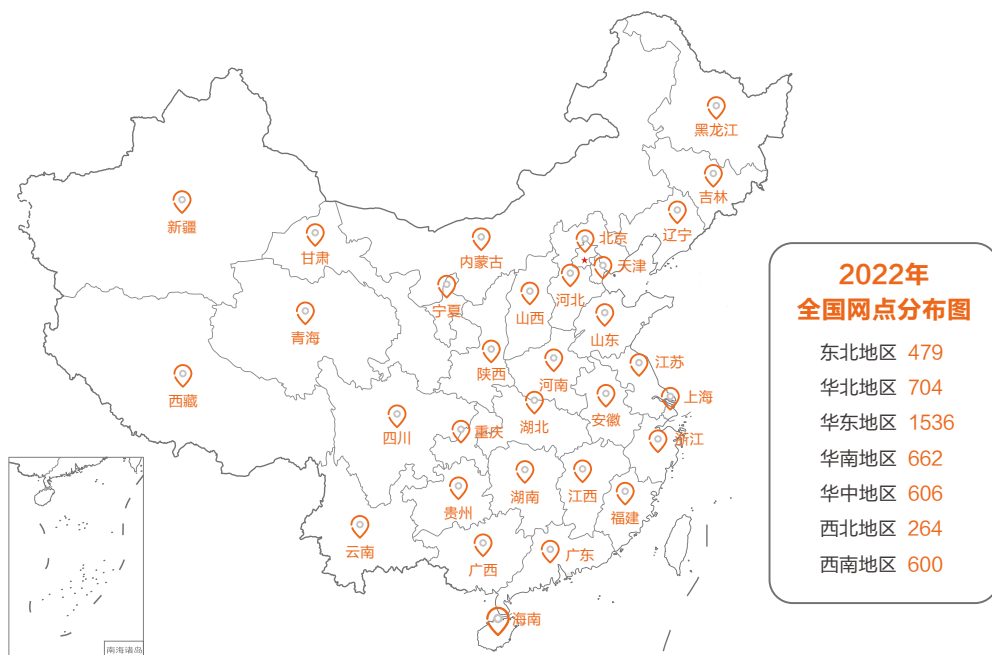 黑龙江
吉林
辽宁
新疆
甘肃
内蒙古
北京
天津
河北
宁夏
山西
青海
山东
陕西
河南
江苏
西藏
上海
四川
重庆
湖北
安徽
浙江
贵州
湖南
江西
福建
云南
广西
广东
海南
南海诸岛
2022年
全国网点分布图
东北地区 479
华北地区 704
华东地区 1536
华南地区 662
华中地区 606
西北地区 264
西南地区 600